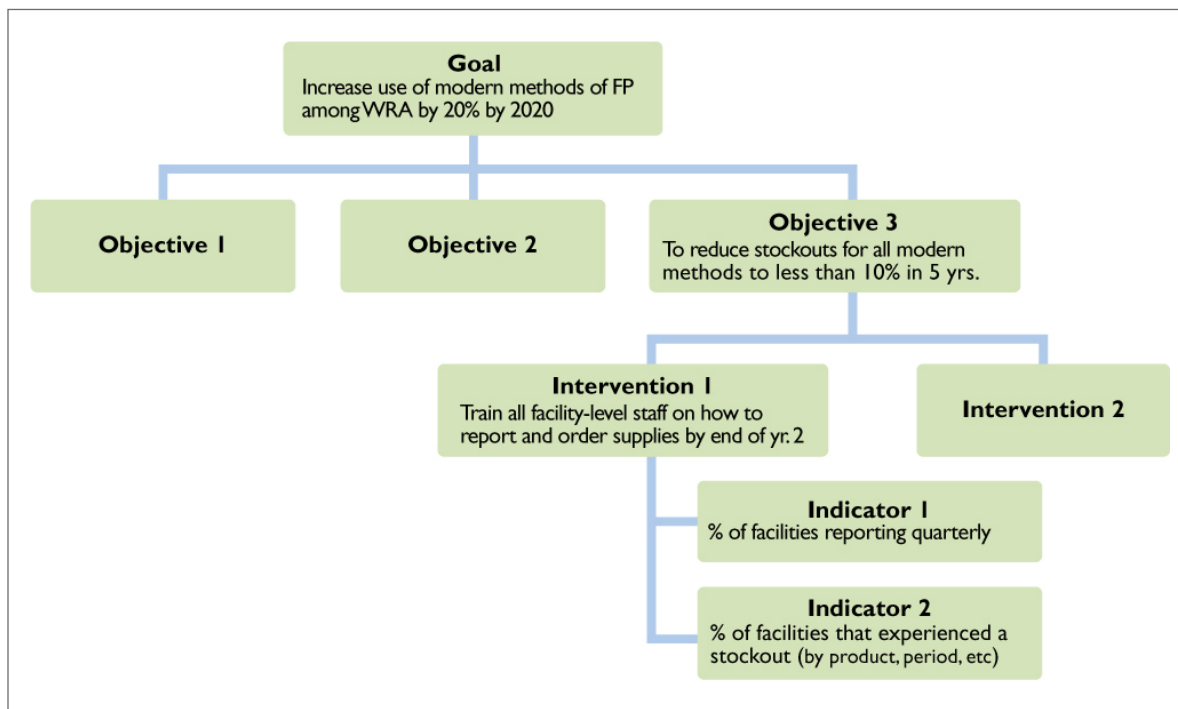 Goal
Increase use of modern methods of FP
among WRA by 20% by 2020
Objective 1
Objective 2
Objective 3
To reduce stockouts for all modern
methods to less than 10% in 5 yrs.
Intervention 1
Train all facility-level staff on how to
report and order supplies by end of yr. 2
Intervention 2
Indicator 1
% of facilities reporting quarterly
Indicator 2
% of facilities that experienced a
stockout (by product, period, etc)